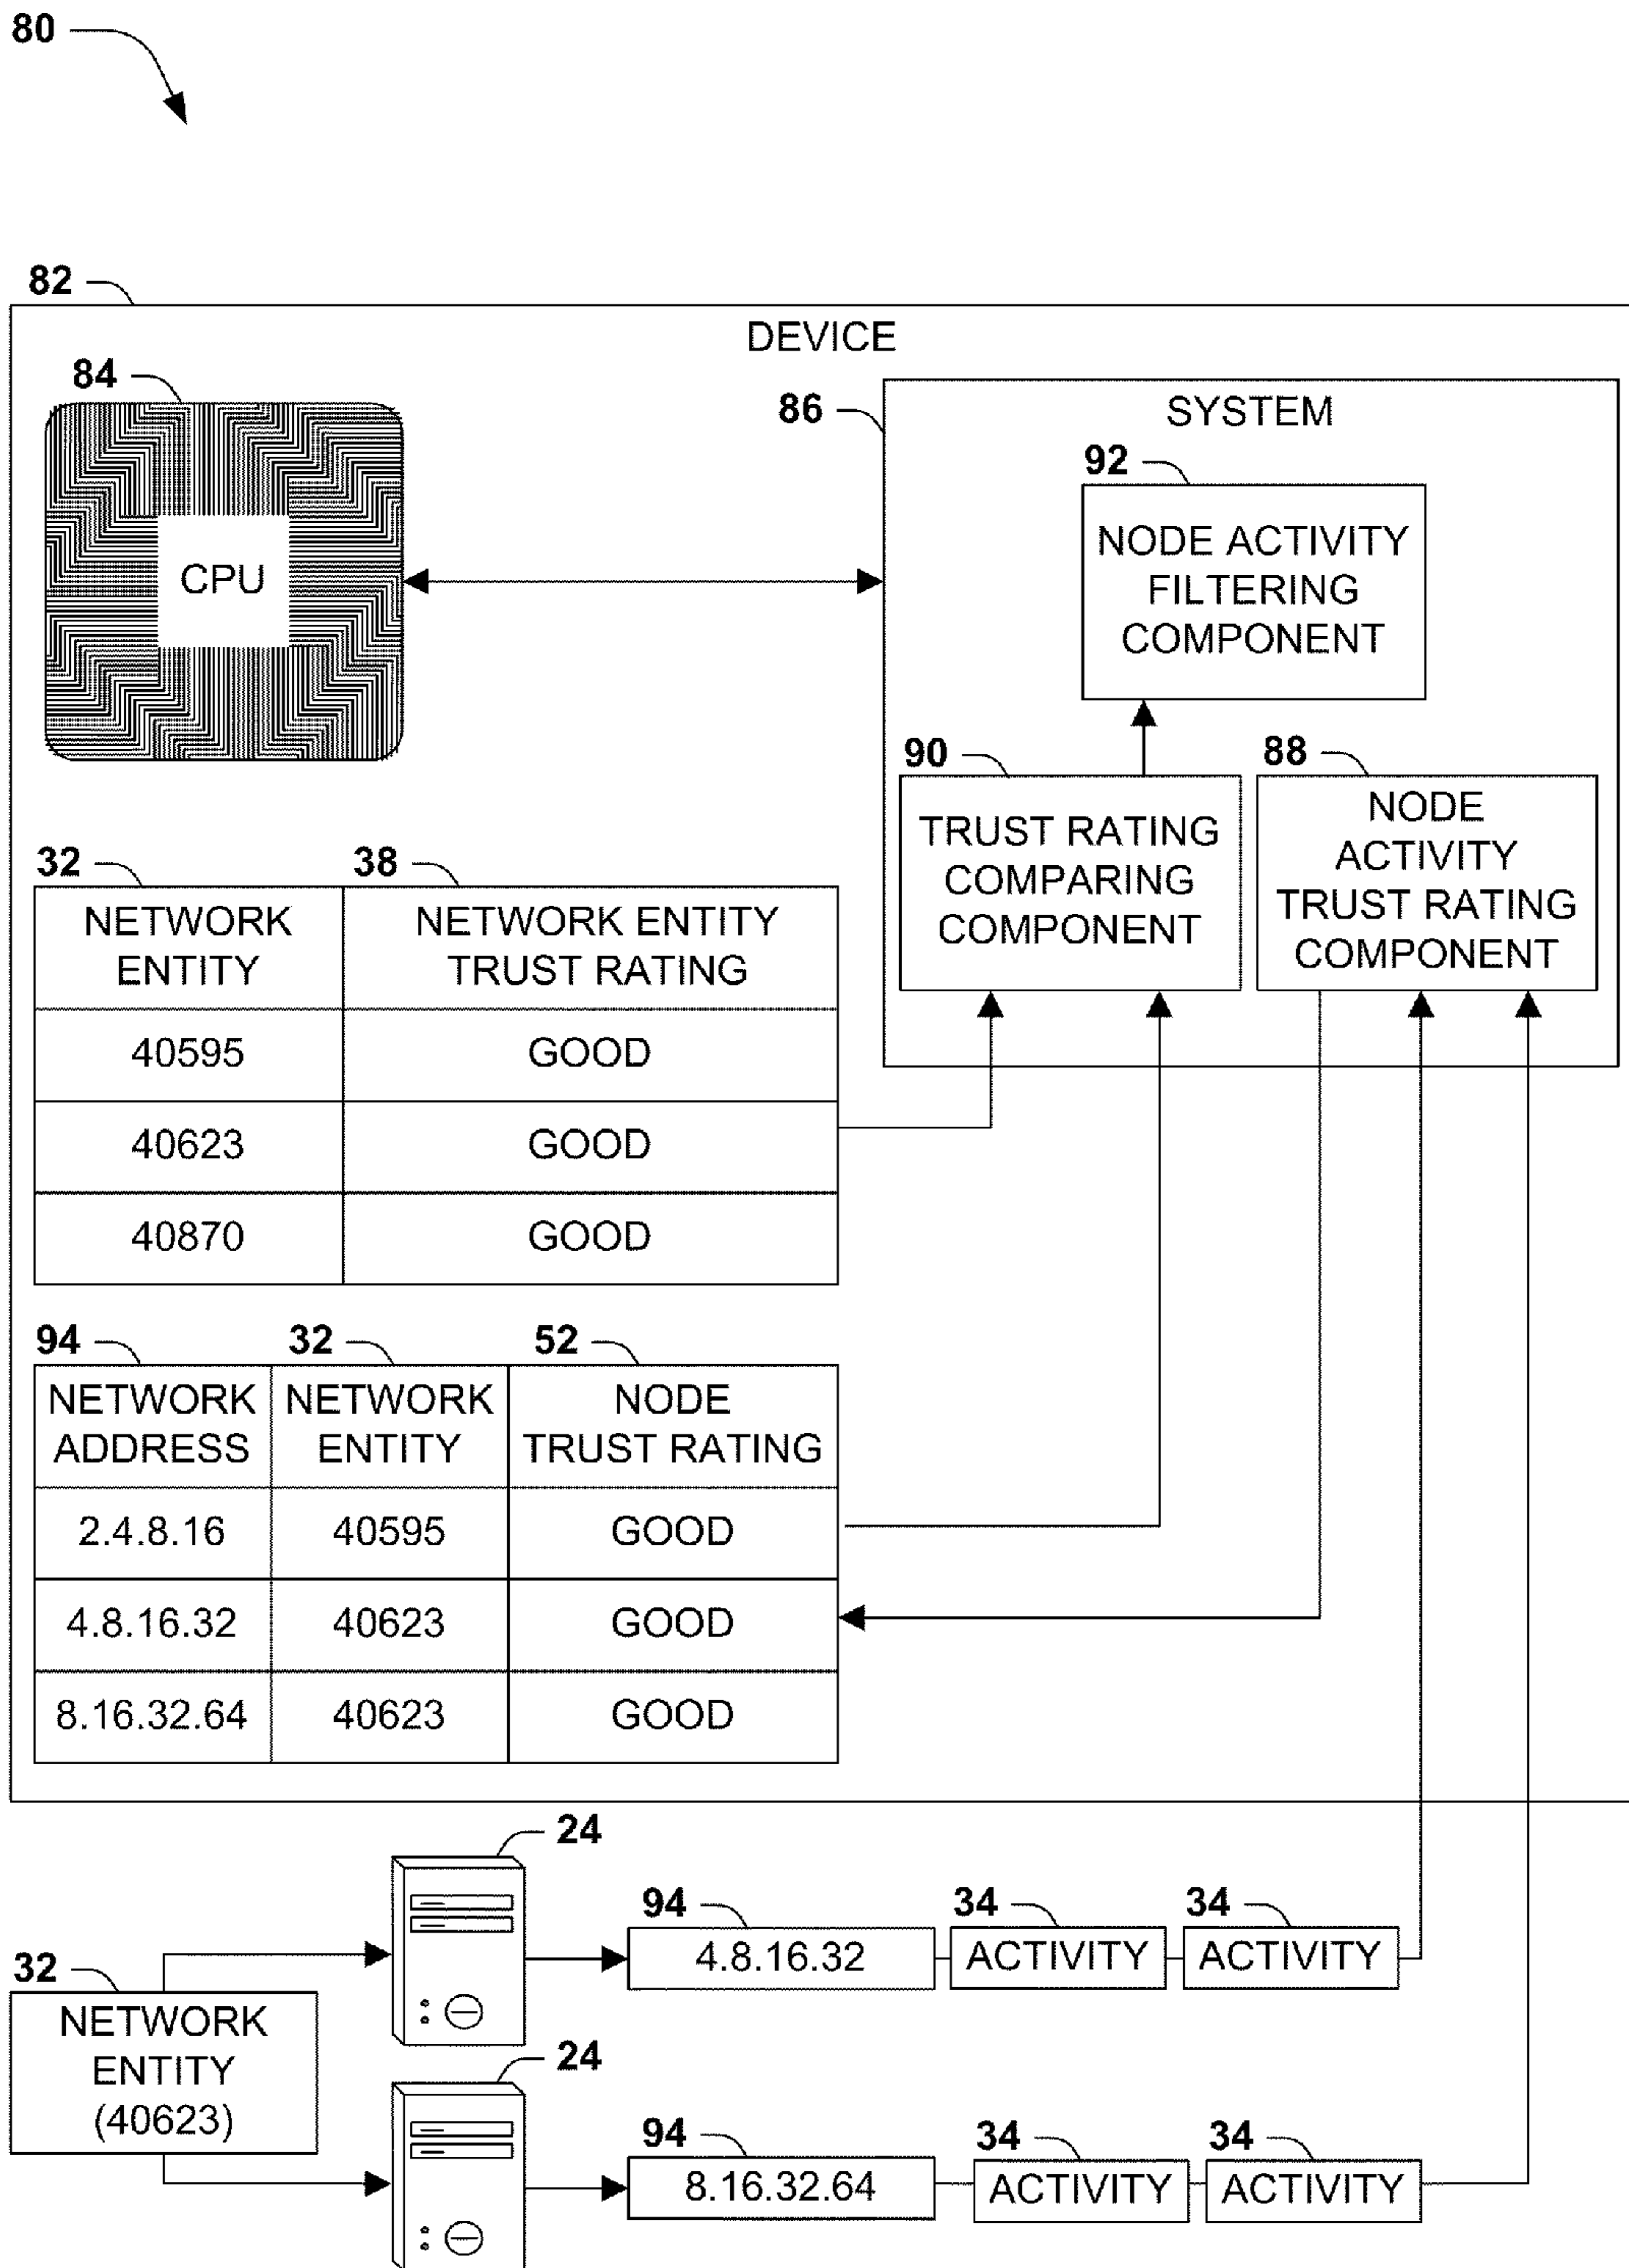 80
82
DEVICE
84
CPU
86
SYSTEM
92
NODE ACTIVITY
FILTERING
COMPONENT
90
TRUST RATING
COMPARING
COMPONENT
88
NODE
ACTIVITY
TRUST RATING
COMPONENT
32
38
NETWORK
ENTITY
NETWORK ENTITY
TRUST RATING
40595
GOOD
40623
GOOD
40870
GOOD
94
32
52
NETWORK
ADDRESS
NETWORK
ENTITY
NODE
TRUST RATING
2.4.8.16
40595
GOOD
4.8.16.32
40623
GOOD
8.16.32.64
40623
GOOD
24
94
34
34
4.8.16.32
ACTIVITY
ACTIVITY
32
NETWORK
ENTITY
(40623)
24
94
34
34
8.16.32.64
ACTIVITY
ACTIVITY